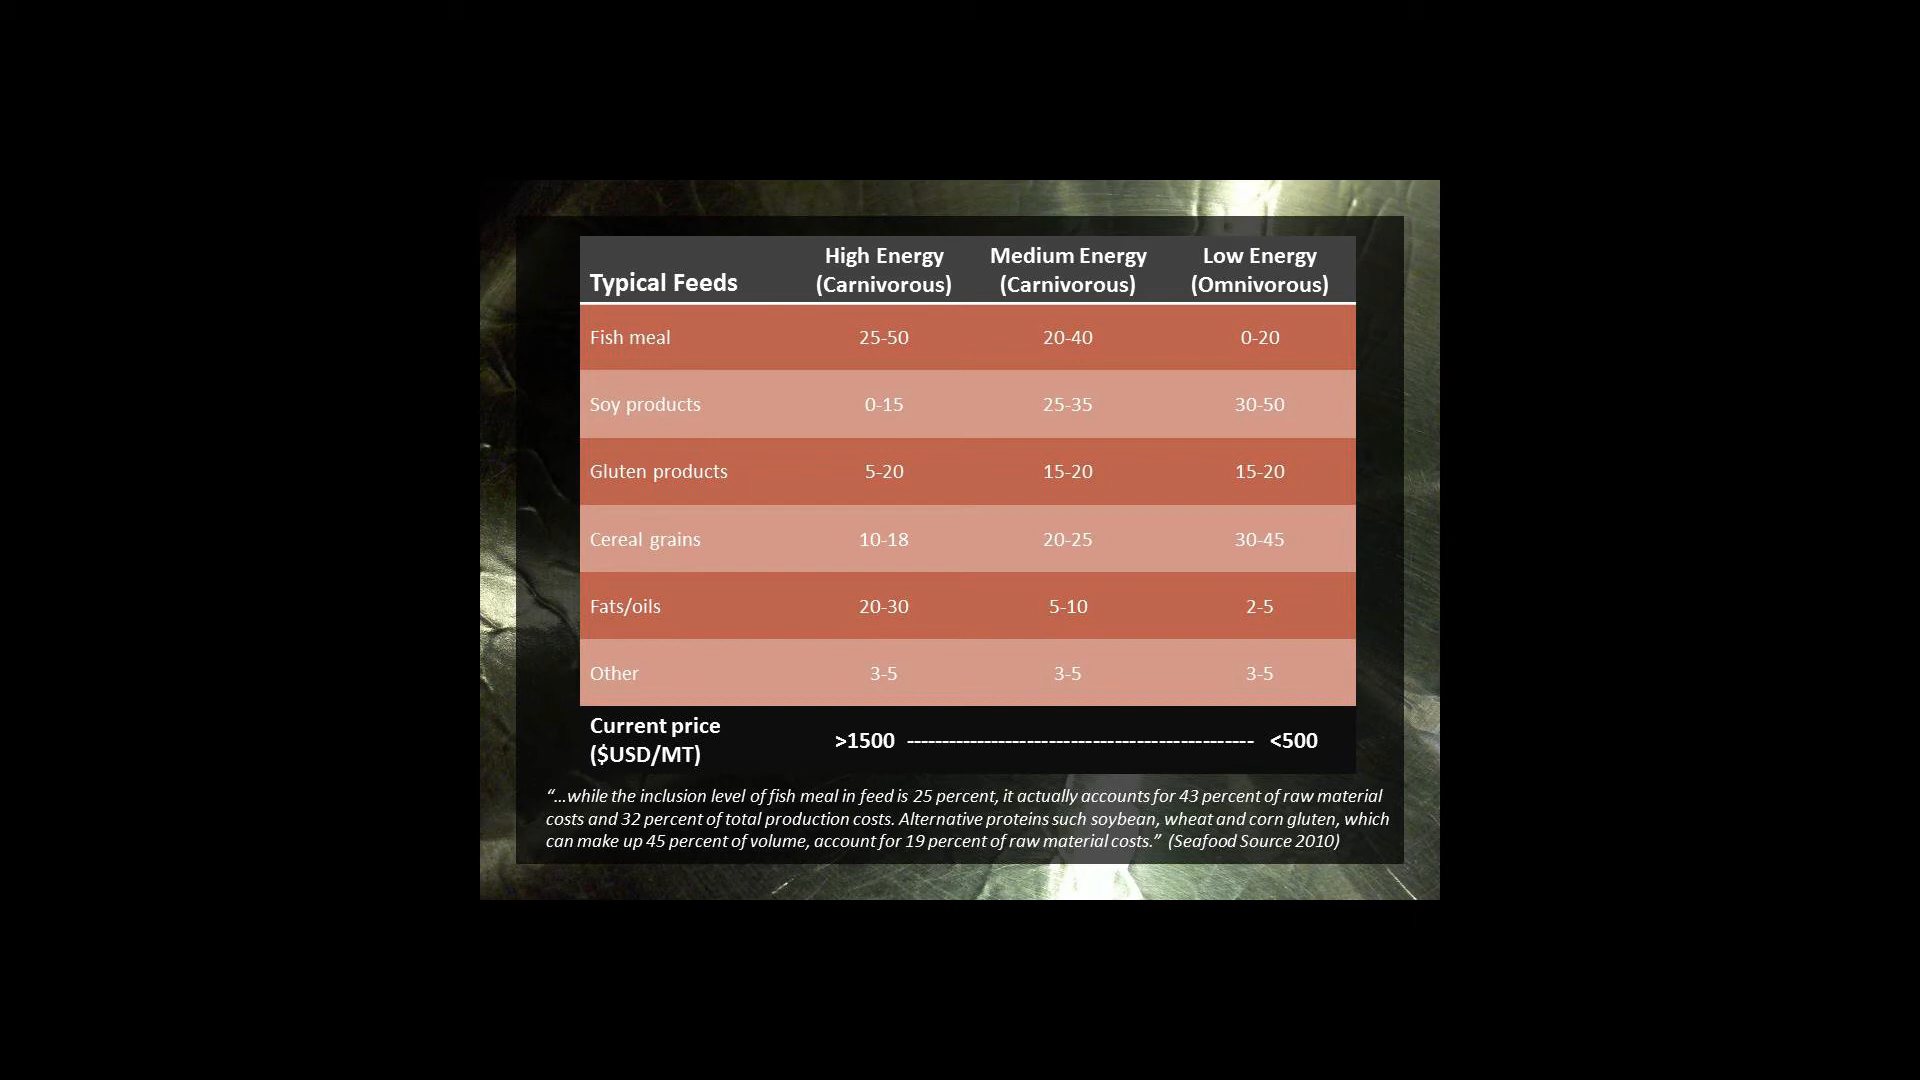 Typical Feeds High Energy (Carnivorous) Medium Energy (Carnivorous) Low Energy (Omnivorous)
Fish meal 25-50 20-40 0-20
Soy products 0-15 25-35 30-50
Gluten products 5-20 15-20 15-20
Cereal grains 10-18 20-25 30-45
Fats/oils 20-30 5-10 2-5
Other 3-5 3-5 3-5
Current price ($USD/MT) >1500 ------------------------------------------------- <500
“…while the inclusion level of fish meal in feed is 25 percent, it actually accounts for 43 percent of raw material
costs and 32 percent of total production costs. Alternative proteins such soybean, wheat and corn gluten, which
can make up 45 percent of volume, account for 19 percent of raw material costs.” (Seafood Source 2010)